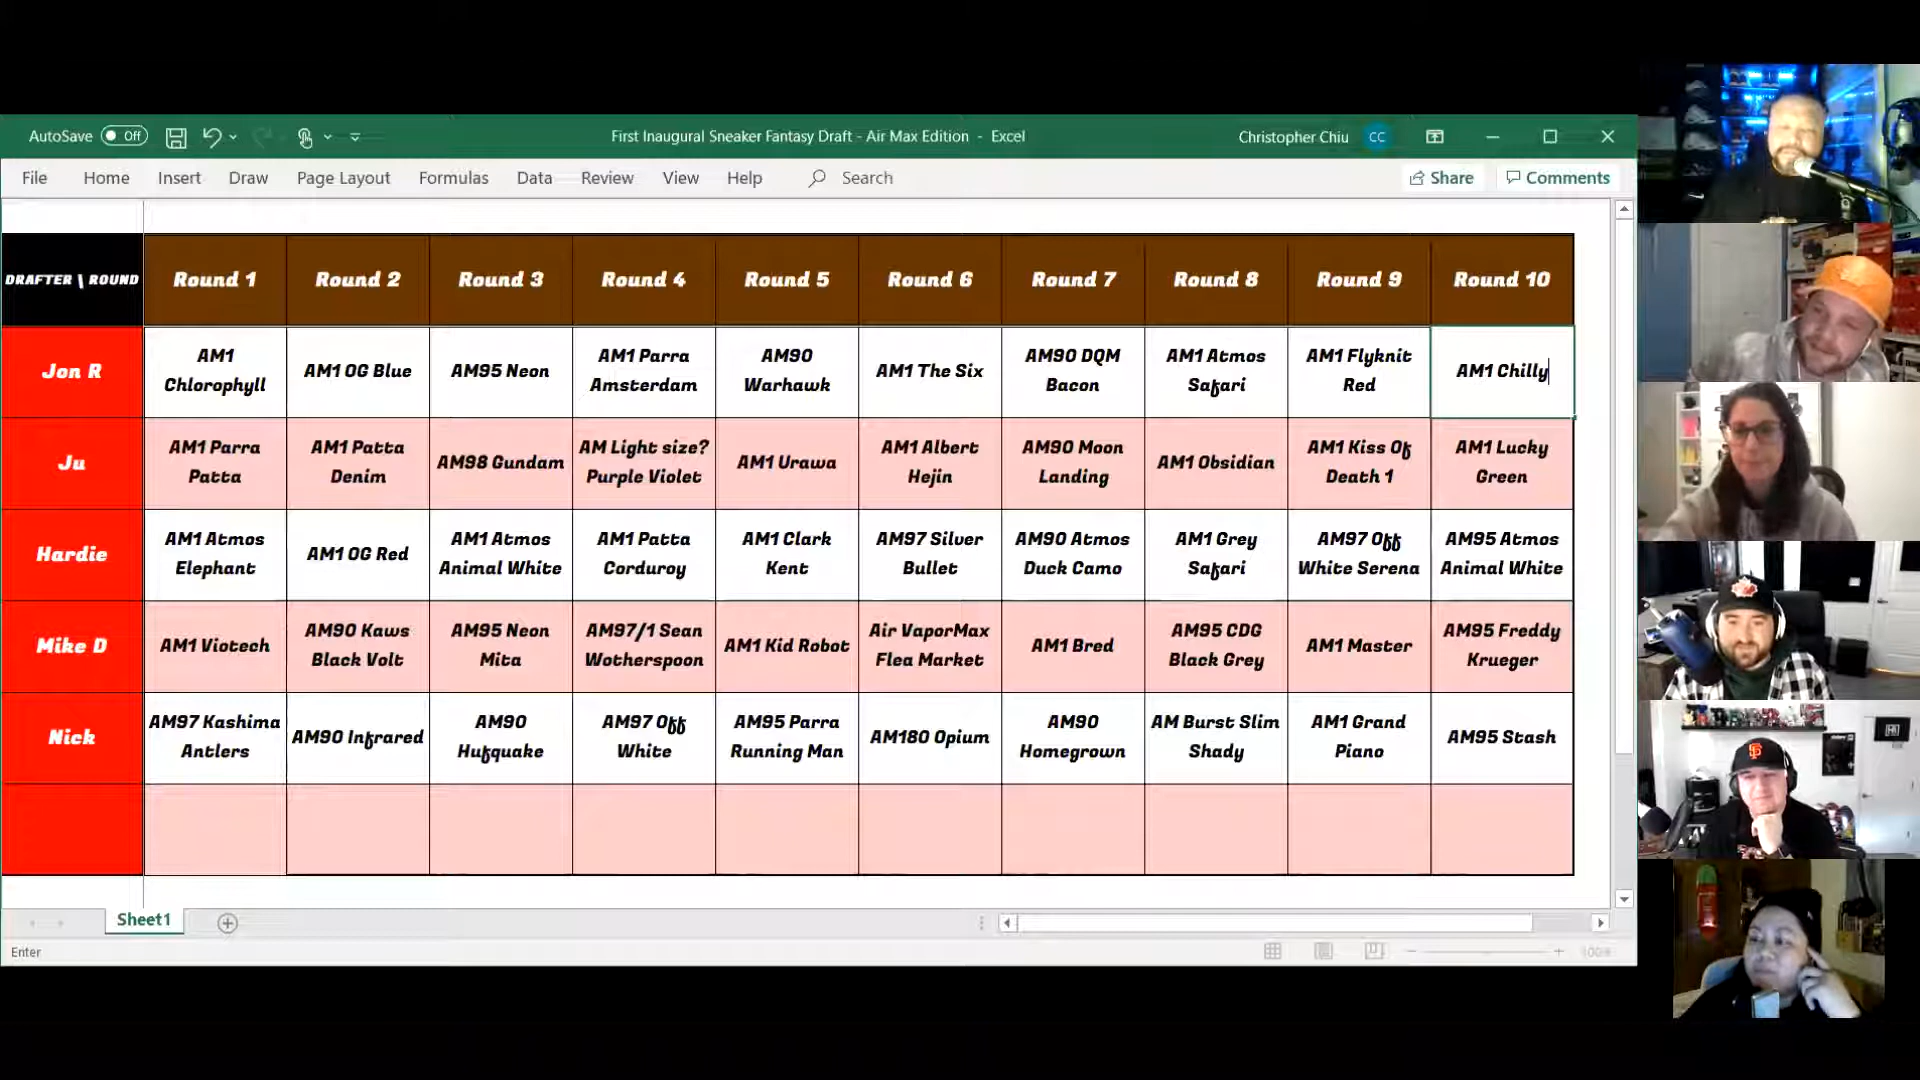 AutoSave Off
First Inaugural Sneaker Fantasy Draft - Air Max Edition - Excel
Christopher Chiu CC
File Home Insert Draw Page Layout Formulas Data Review View Help Search Share Comments
DRAFTER \ ROUND Round 1 Round 2 Round 3 Round 4 Round 5 Round 6 Round 7 Round 8 Round 9 Round 10
Jon R
AM1
Chlorophyll
AM1 OG Blue
AM95 Neon
AM1 Parra
Amsterdam
AM90
Warhawk
AM1 The Six
AM90 DQM
Bacon
AM1 Atmos
Safari
AM1 Flyknit
Red
AM1 Chilly
Ju
AM1 Parra
Patta
AM1 Patta
Denim
AM98 Gundam
AM Light size?
Purple Violet
AM1 Urawa
AM1 Albert
Hejin
AM90 Moon
Landing
AM1 Obsidian
AM1 Kiss Of
Death 1
AM1 Lucky
Green
Hardie
AM1 Atmos
Elephant
AM1 OG Red
AM1 Atmos
Animal White
AM1 Patta
Corduroy
AM1 Clark
Kent
AM97 Silver
Bullet
AM90 Atmos
Duck Camo
AM1 Grey
Safari
AM97 Off
White Serena
AM95 Atmos
Animal White
Mike D
AM1 Viotech
AM90 Kaws
Black Volt
AM95 Neon
Mita
AM97/1 Sean
Wotherspoon
AM1 Kid Robot
Air VaporMax
Flea Market
AM1 Bred
AM95 CDG
Black Grey
AM1 Master
AM95 Freddy
Krueger
Nick
AM97 Kashima
Antlers
AM90 Infrared
AM90
Hufquake
AM97 Off
White
AM95 Parra
Running Man
AM180 Opium
AM90
Homegrown
AM Burst Slim
Shady
AM1 Grand
Piano
AM95 Stash
Sheet1
Enter
100%